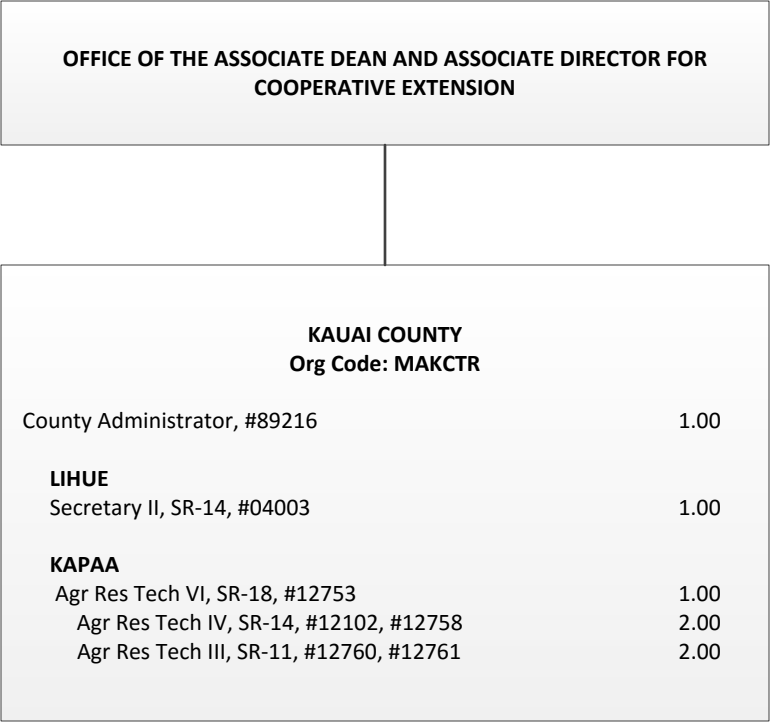 OFFICE OF THE ASSOCIATE DEAN AND ASSOCIATE DIRECTOR FOR
COOPERATIVE EXTENSION
KAUAI COUNTY
Org Code: MAKCTR
County Administrator, #89216 1.00
LIHUE
Secretary II, SR-14, #04003 1.00
KAPAA
Agr Res Tech VI, SR-18, #12753 1.00
Agr Res Tech IV, SR-14, #12102, #12758 2.00
Agr Res Tech III, SR-11, #12760, #12761 2.00